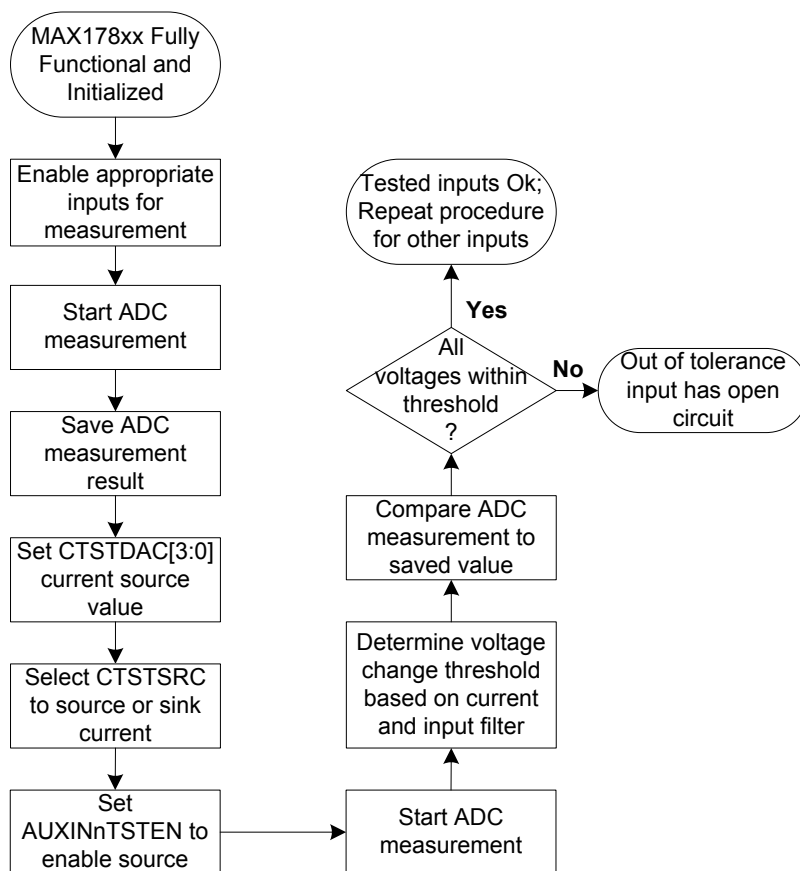 MAX178xx Fully
Functional and
Initialized
Enable appropriate
inputs for
measurement
Start ADC
measurement
Save ADC
measurement
result
Set CTSTDAC[3:0]
current source
value
Select CTSTSRC
to source or sink
current
Set
AUXINnTSTEN to
enable source
Start ADC
measurement
Determine voltage
change threshold
based on current
and input filter
Compare ADC
measurement to
saved value
All
voltages within
threshold
?
Yes
Tested inputs Ok;
Repeat procedure
for other inputs
No
Out of tolerance
input has open
circuit